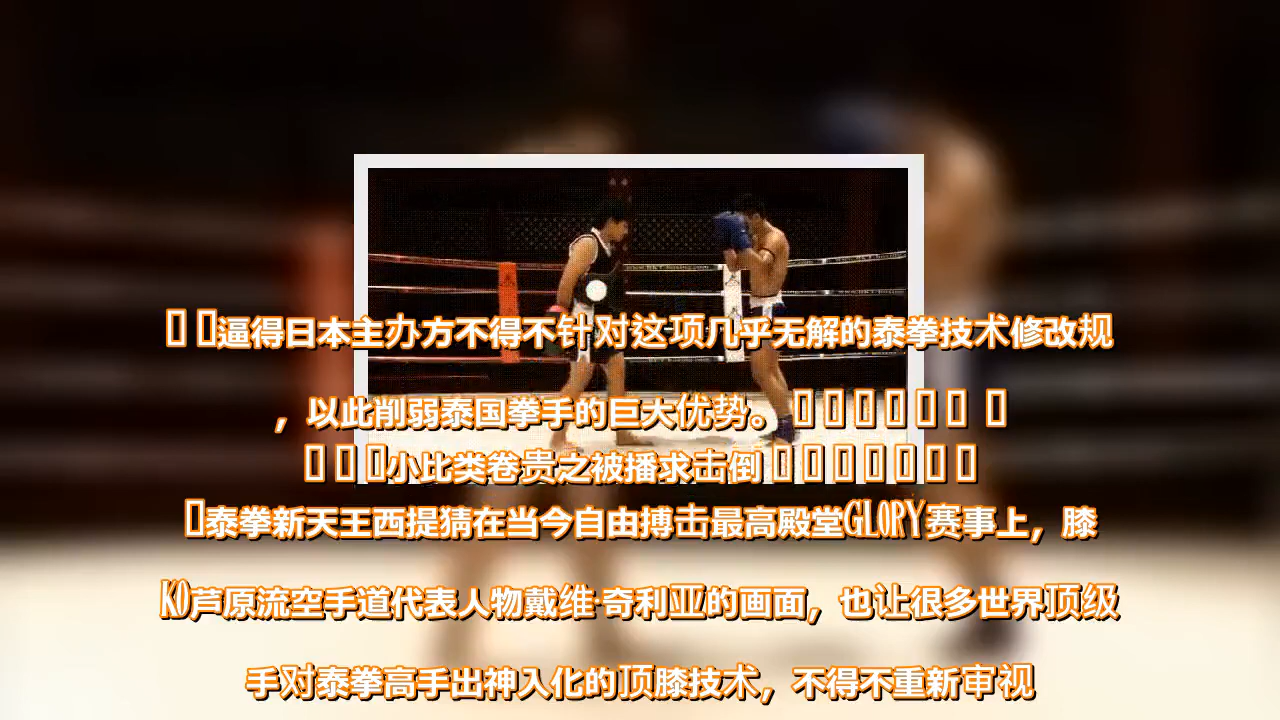 逼得日本主办方不得不针对这项几乎无解的泰拳技术修改规
，以此削弱泰国拳手的巨大优势。
小比类卷贵之被播求击倒
泰拳新天王西提猜在当今自由搏击最高殿堂GLORY赛事上，膝
KO芦原流空手道代表人物戴维·奇利亚的画面，也让很多世界顶级
手对泰拳高手出神入化的顶膝技术，不得不重新审视